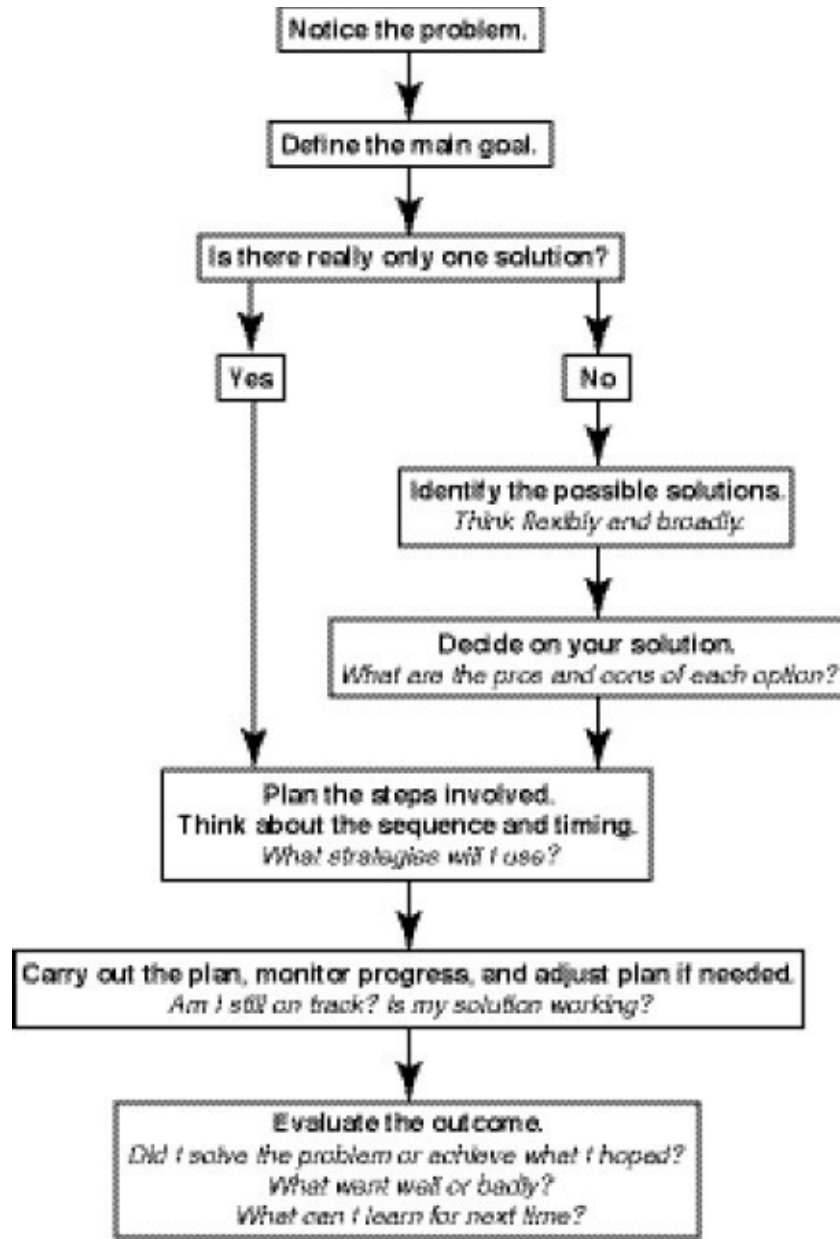 Notice the problem.
Define the main goal.
Is there really only one solution?
Yes
No
Identify the possible solutions.
Think flexibly and broadly.
Decide on your solution.
What are the pros and cons of each option?
Plan the steps involved.
Think about the sequence and timing.
What strategies will I use?
Carry out the plan, monitor progress, and adjust plan if needed.
Am I still on track? Is my solution working?
Evaluate the outcome.
Did I solve the problem or achieve what I hoped?
What went well or badly?
What can I learn for next time?